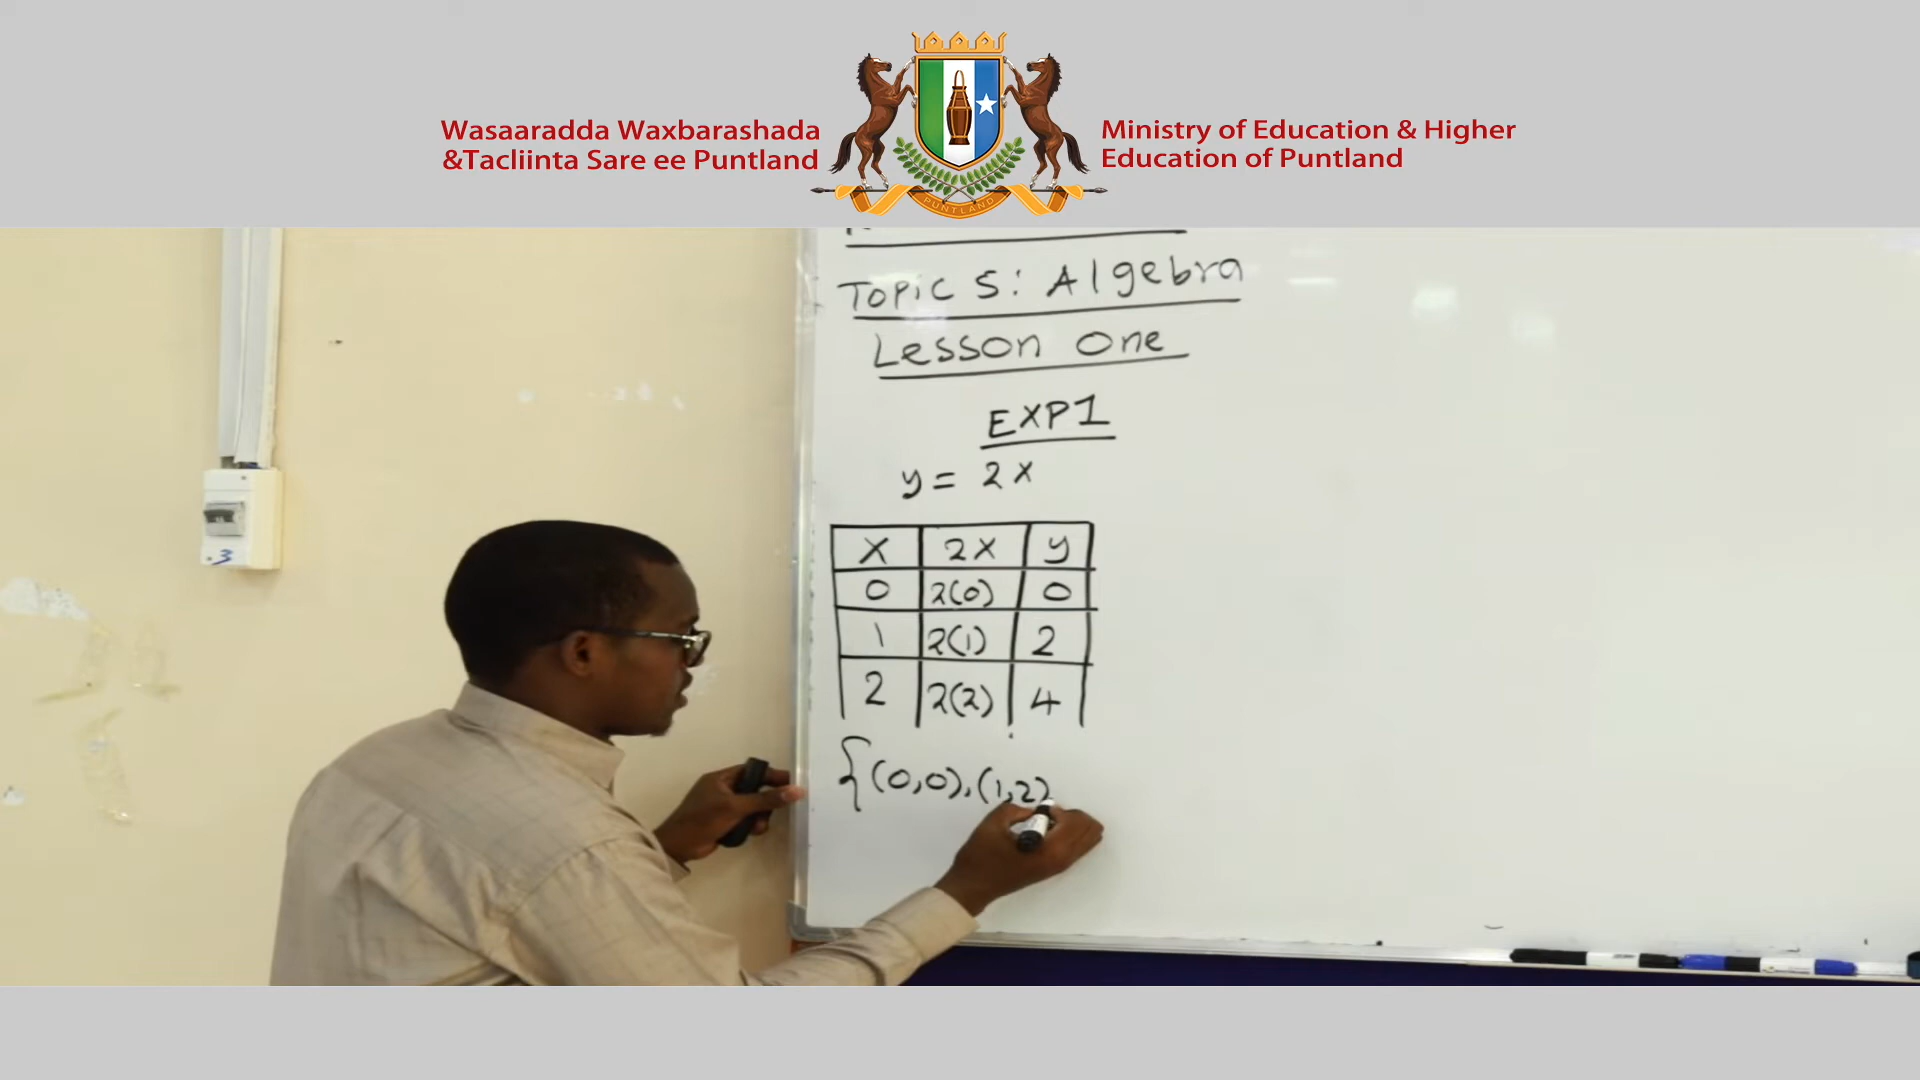 Wasaaradda Waxbarashada
&Tacliinta Sare ee Puntland
PUNTLAND
Ministry of Education & Higher
Education of Puntland
Topic 5: Algebra
Lesson One
EXP1
y = 2x
x 2x y
0 2(0) 0
1 2(1) 2
2 2(2) 4
{(0,0),(1,2)
3